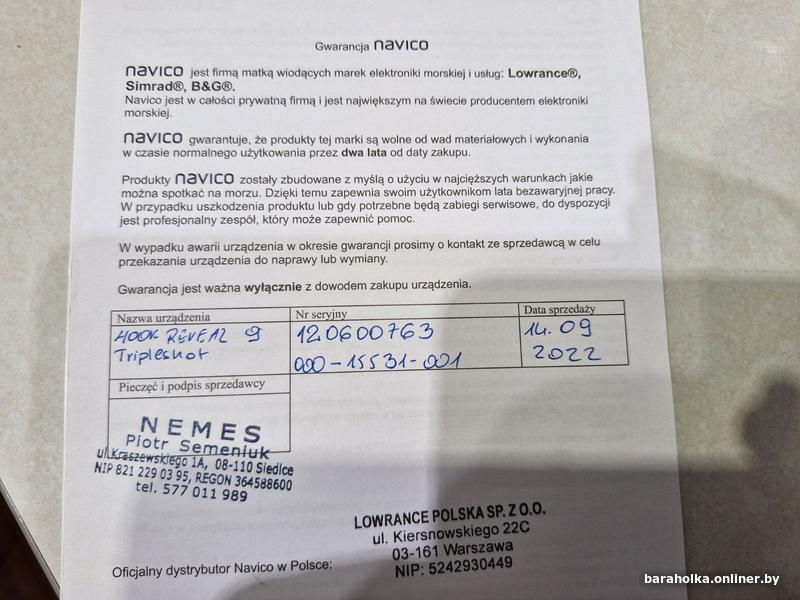 Gwarancja navico
navico jest firmą matką wiodących marek elektroniki morskiej i usług: Lowrance®,
Simrad®, B&G®.
Navico jest w całości prywatną firmą i jest największym na świecie producentem elektroniki
morskiej.
navico gwarantuje, że produkty tej marki są wolne od wad materiałowych i wykonania
w czasie normalnego użytkowania przez dwa lata od daty zakupu.
Produkty navico zostały zbudowane z myślą o użyciu w najcięższych warunkach jakie
można spotkać na morzu. Dzięki temu zapewnia swoim użytkownikom lata bezawaryjnej pracy.
W przypadku uszkodzenia produktu lub gdy potrzebne będą zabiegi serwisowe, do dyspozycji
jest profesjonalny zespół, który może zapewnić pomoc.
W wypadku awarii urządzenia w okresie gwarancji prosimy o kontakt ze sprzedawcą w celu
przekazania urządzenia do naprawy lub wymiany.
Gwarancja jest ważna wyłącznie z dowodem zakupu urządzenia.
Nazwa urządzenia Nr seryjny Data sprzedaży
HOOK REVEAL 9 120600763 14.09
Tripleshot 000-15531-001 2022
Pieczęć i podpis sprzedawcy
NEMES
Piotr Semeniuk
ul.Kraszewskiego 1A, 08-110 Siedlce
NIP 821 229 03 95, REGON 364588600
tel. 577 011 989
LOWRANCE POLSKA SP. Z O.O.
ul. Kiersnowskiego 22C
03-161 Warszawa
Oficjalny dystrybutor Navico w Polsce: NIP: 5242930449
baraholka.onliner.by